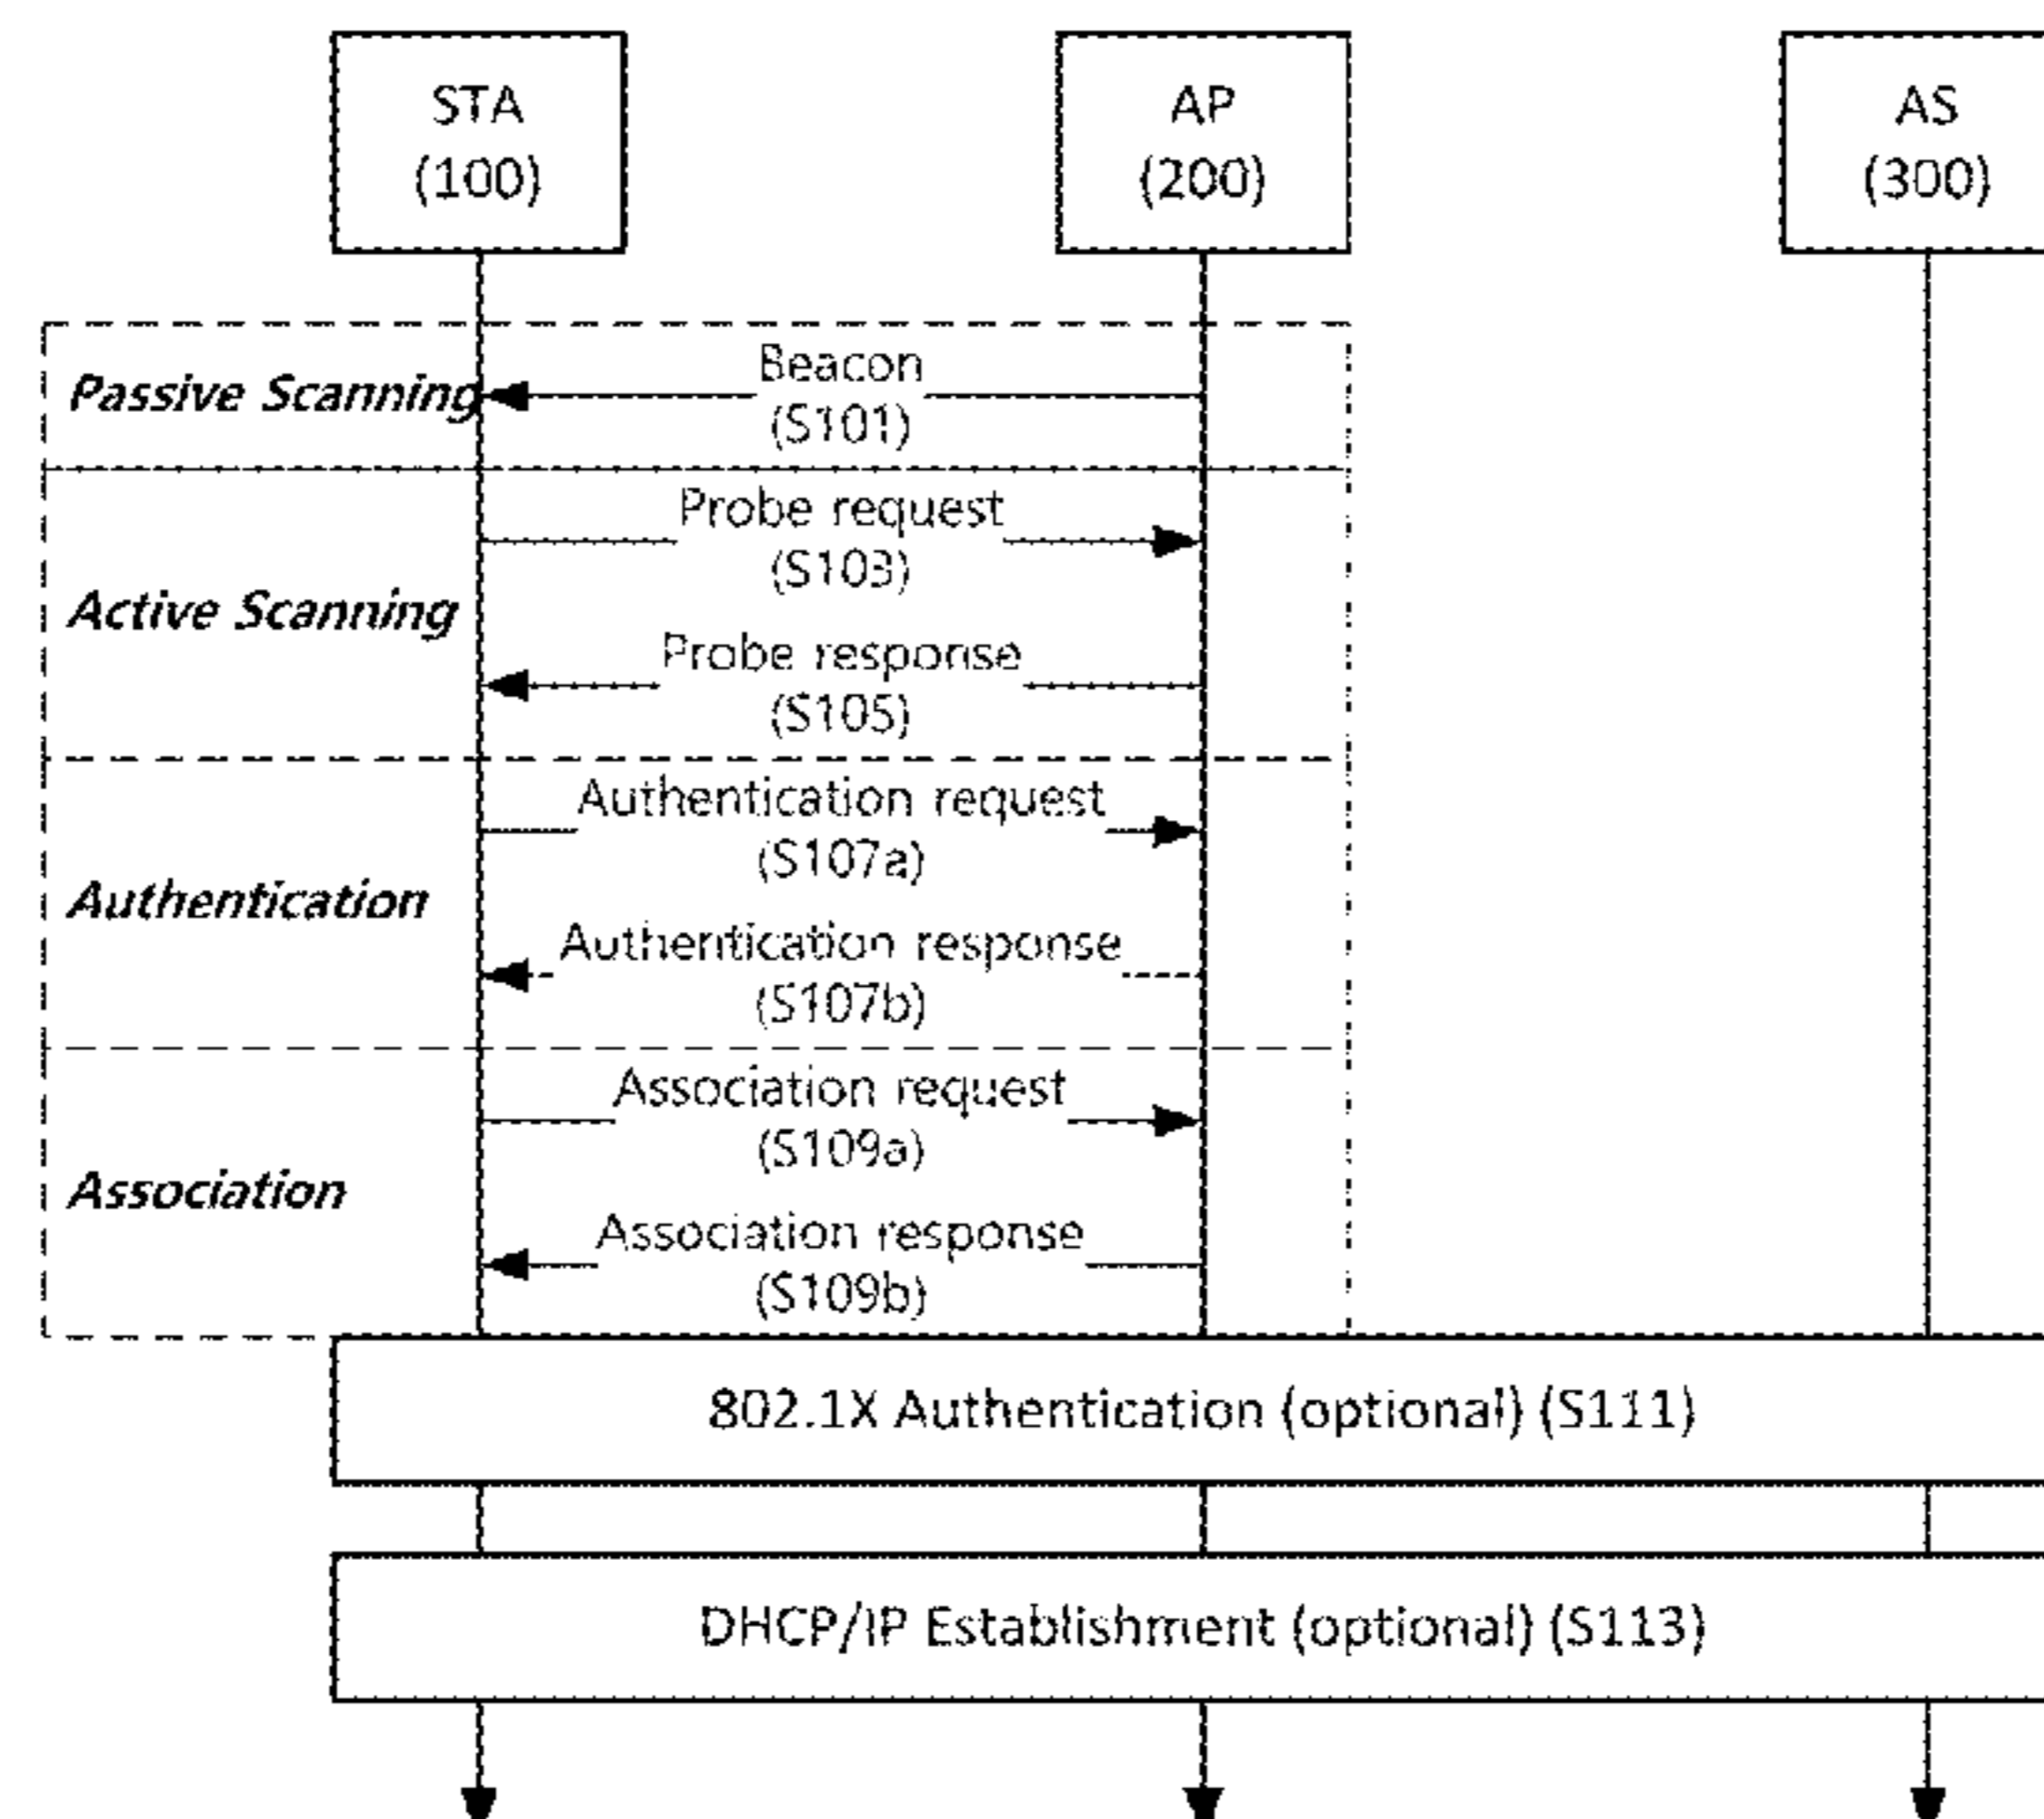 STA
(100)
AP
(200)
AS
(300)
Passive Scanning
Beacon
(S101)
Active Scanning
Probe request
(S103)
Probe response
(S105)
Authentication
Authentication request
(S107a)
Authentication response
(S107b)
Association
Association request
(S109a)
Association response
(S109b)
802.1X Authentication (optional) (S111)
DHCP/IP Establishment (optional) (S113)